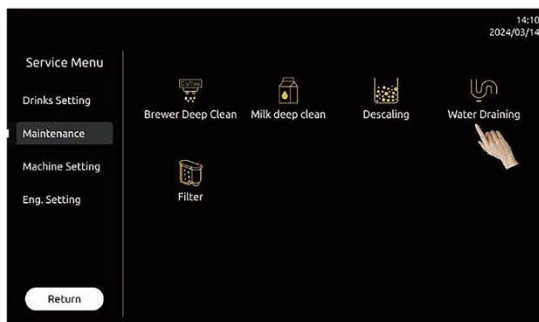 14:10
2024/03/14
Service Menu
Drinks Setting
Maintenance
Machine Setting
Eng. Setting
Return
Coffee
Brewer Deep Clean
Milk deep clean
Descaling
Water Draining
Filter